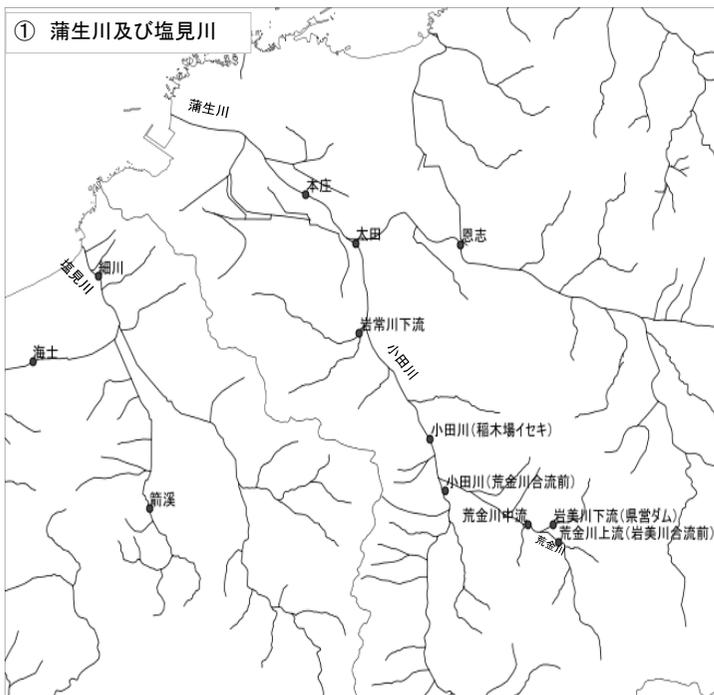 ① 蒲生川及び塩見川
蒲生川
本庄
太田
恩志
塩見川
細川
岩常川下流
海士
小田川
小田川(稲木場イセキ)
小田川(荒金川合流前)
箭溪
荒金川中流
岩美川下流(県営ダム)
荒金川上流(岩美川合流前)
荒金川